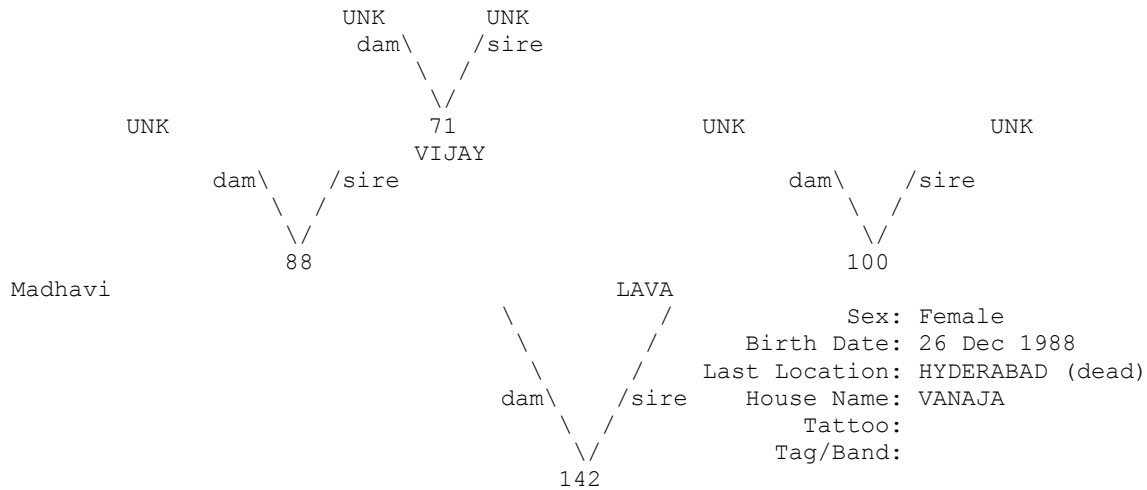 UNK UNK
dam\ /sire
\ /
\ /
\/
UNK 71 UNK UNK
VIJAY
dam\ /sire dam\ /sire
\ / \ /
\ / \ /
\/ \/
88 100
Madhavi LAVA
\ / Sex: Female
\ / Birth Date: 26 Dec 1988
\ / Last Location: HYDERABAD (dead)
dam\ /sire House Name: VANAJA
\ / Tattoo:
\/ Tag/Band:
142